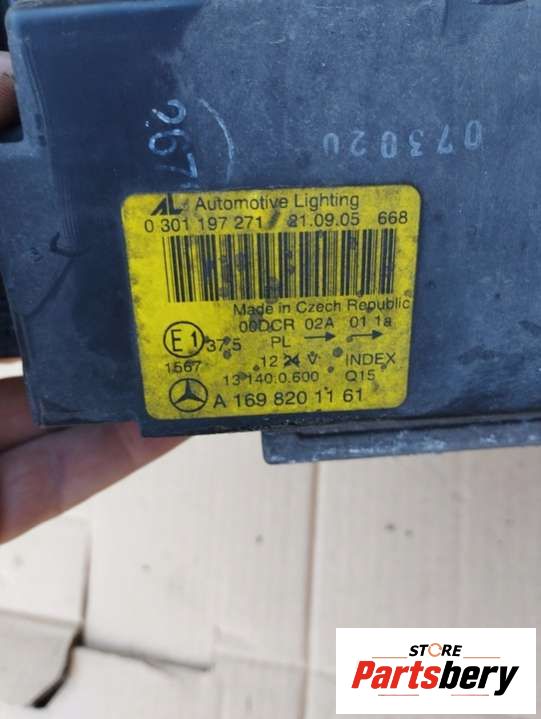 267
073020
AL Automotive Lighting
0 301 197 271 / 21.09.05 668
Made in Czech Republic
00DCR 02A 01 1a
E1 37.5 PL → →
1567 12 24 V INDEX
13 140.0.600 Q15
A 169 820 11 61
STORE
Partsbery